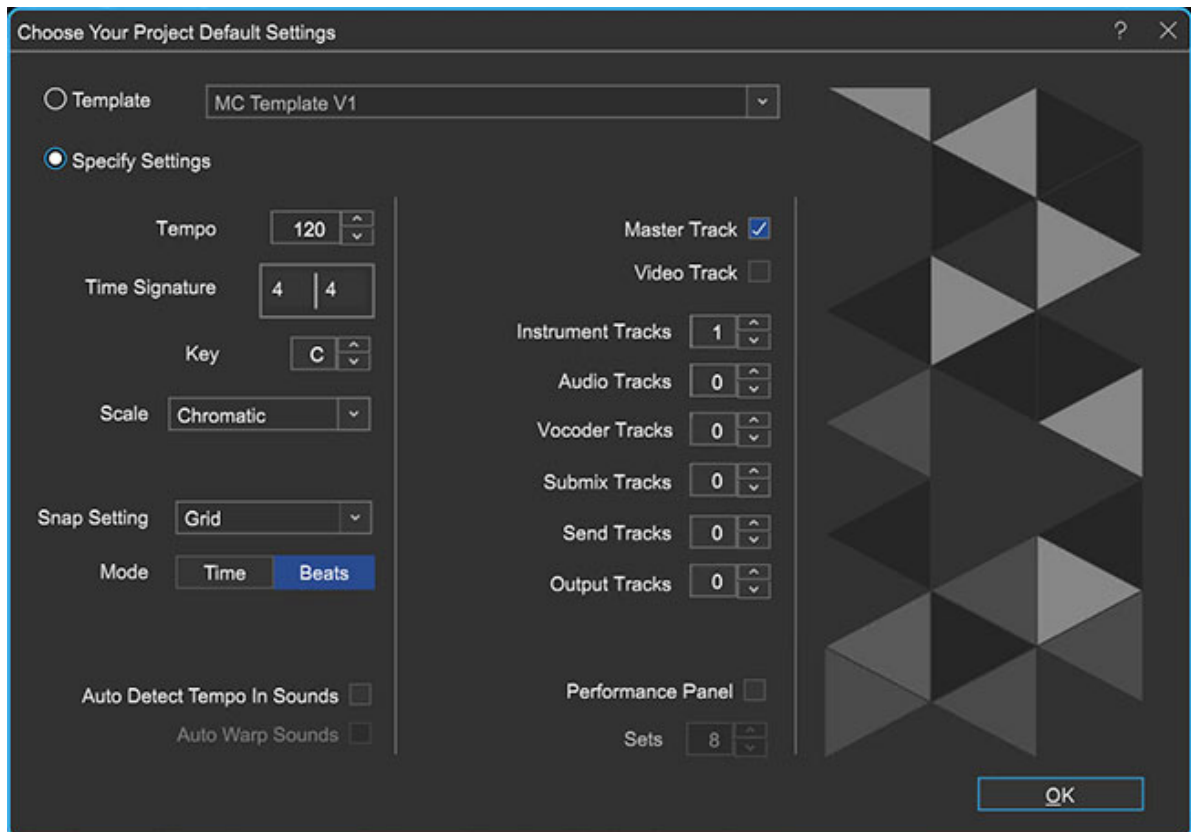 Choose Your Project Default Settings ? ×
Template MC Template V1
Specify Settings
Tempo 120
Time Signature 4 4
Key C
Scale Chromatic
Snap Setting Grid
Mode Time Beats
Auto Detect Tempo In Sounds
Auto Warp Sounds
Master Track
Video Track
Instrument Tracks 1
Audio Tracks 0
Vocoder Tracks 0
Submix Tracks 0
Send Tracks 0
Output Tracks 0
Performance Panel
Sets 8
OK